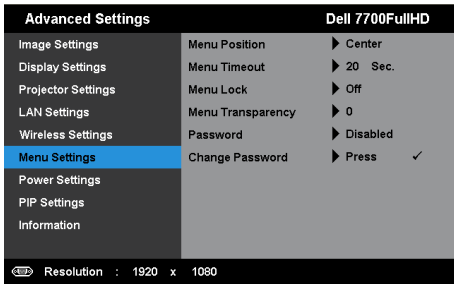 Advanced Settings Dell 7700FullHD
Image Settings Menu Position Center
Display Settings Menu Timeout 20 Sec.
Projector Settings Menu Lock Off
LAN Settings Menu Transparency 0
Wireless Settings Password Disabled
Menu Settings Change Password Press ✓
Power Settings
PIP Settings
Information
Resolution : 1920 x 1080